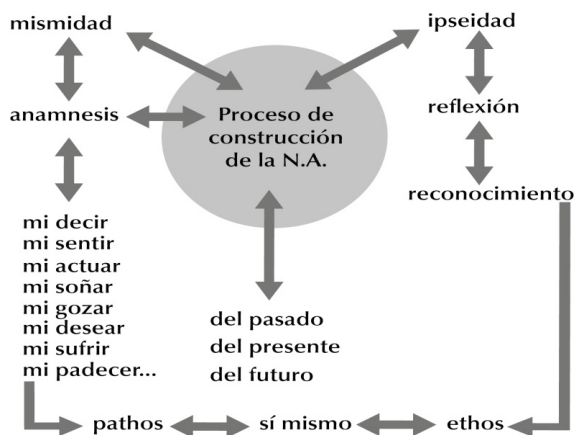 mismidad
ipseidad
anamnesis
Proceso de
construcción
de la N.A.
reflexión
reconocimiento
mi decir
mi sentir
mi actuar
mi soñar
mi gozar
mi desear
mi sufrir
mi padecer...
del pasado
del presente
del futuro
pathos
sí mismo
ethos